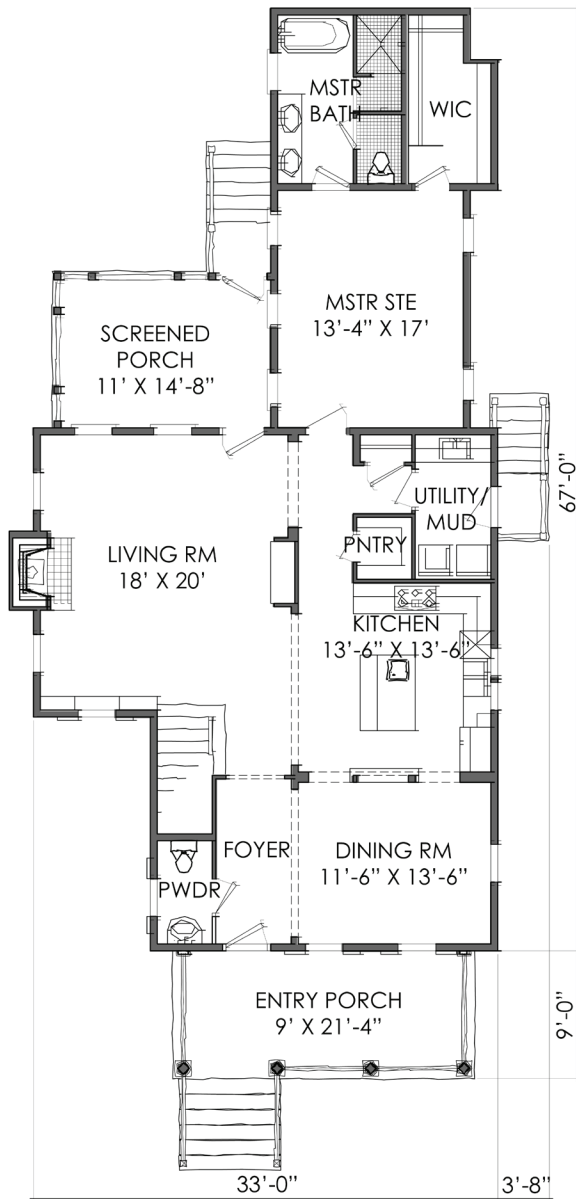 MSTR
BATH
WIC
MSTR STE
13'-4" X 17'
SCREENED
PORCH
11' X 14'-8"
67'-0"
UTILITY/
MUD
PNTRY
LIVING RM
18' X 20'
KITCHEN
13'-6" X 13'-6"
FOYER
DINING RM
11'-6" X 13'-6"
PWDR
ENTRY PORCH
9' X 21'-4"
9'-0"
33'-0"
3'-8"